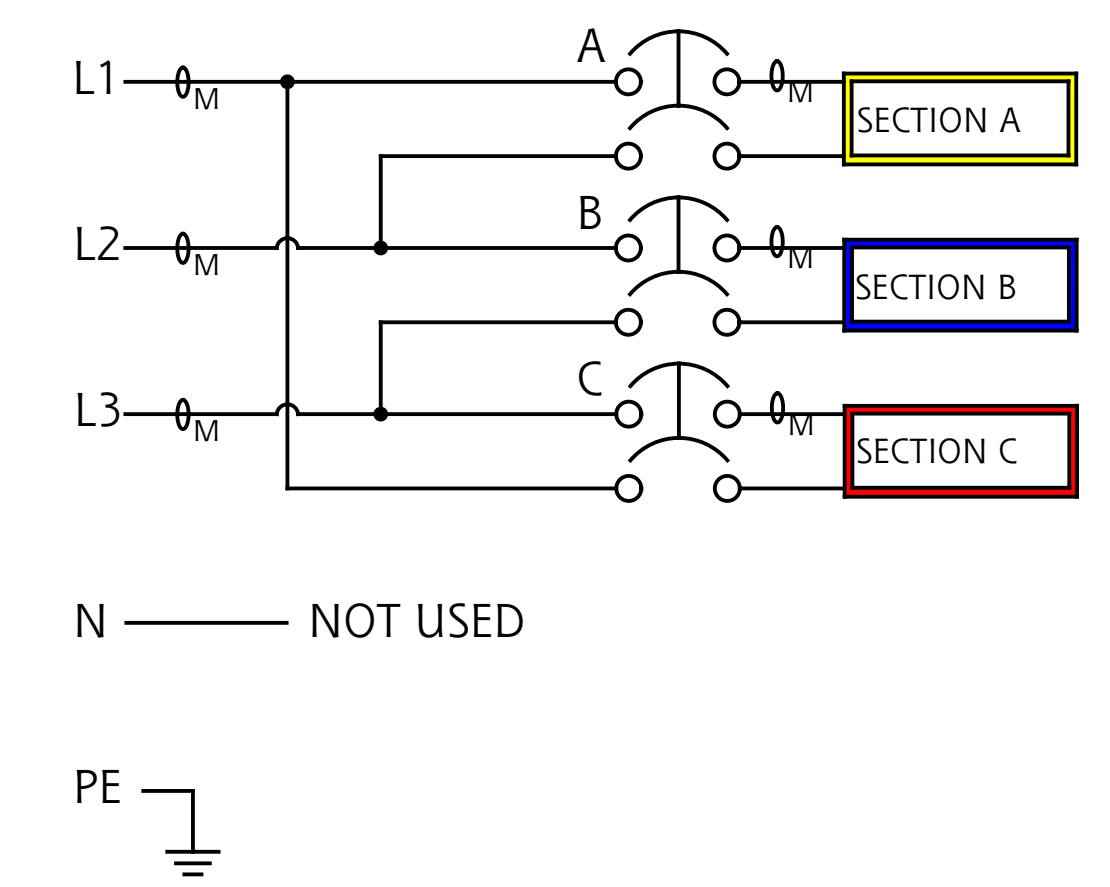 A
L1 M M
SECTION A
B
L2 M M
SECTION B
C
L3 M M
SECTION C
N NOT USED
PE